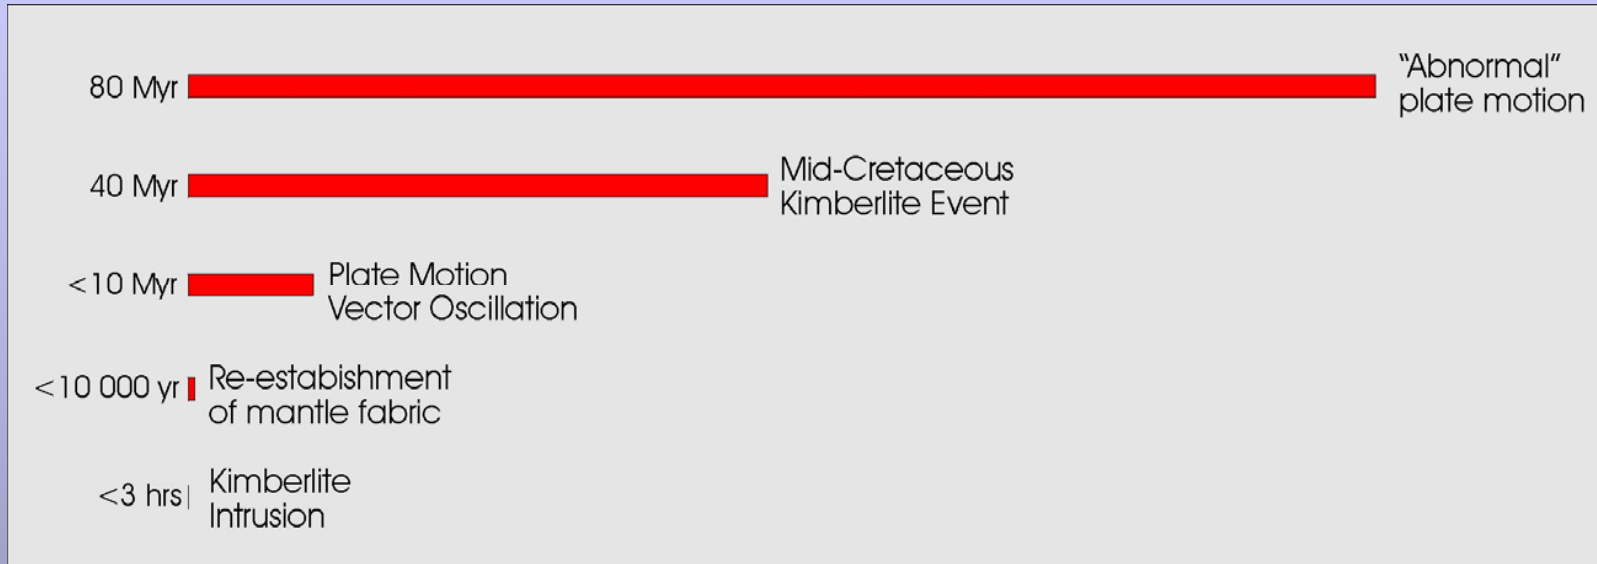 80 Myr
"Abnormal"
plate motion
40 Myr
Mid-Cretaceous
Kimberlite Event
<10 Myr
Plate Motion
Vector Oscillation
<10 000 yr
Re-estabishment
of mantle fabric
<3 hrs
Kimberlite
Intrusion